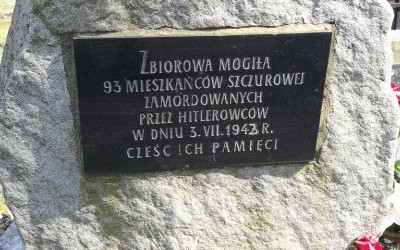 ZBIOROWA MOGIŁA
93 MIESZKAŃCÓW SZCZUROWEJ
ZAMORDOWANYCH
PRZEZ HITLEROWCÓW
W DNIU 3. VII. 1943 R.
CZEŚĆ ICH PAMIĘCI